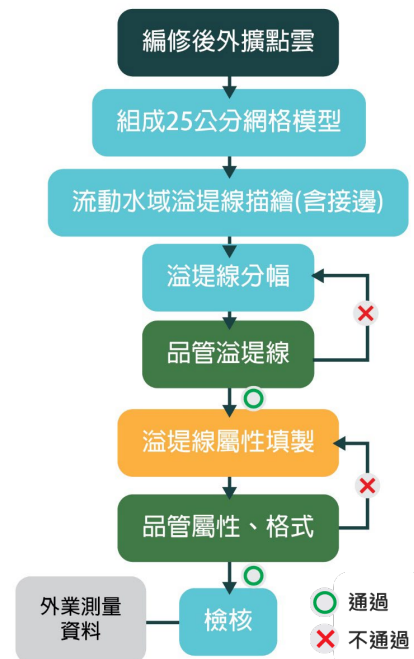 編修後外擴點雲
組成25公分網格模型
流動水域溢堤線描繪(含接邊)
溢堤線分幅
品管溢堤線
溢堤線屬性填製
品管屬性、格式
外業測量
資料
檢核
通過
不通過